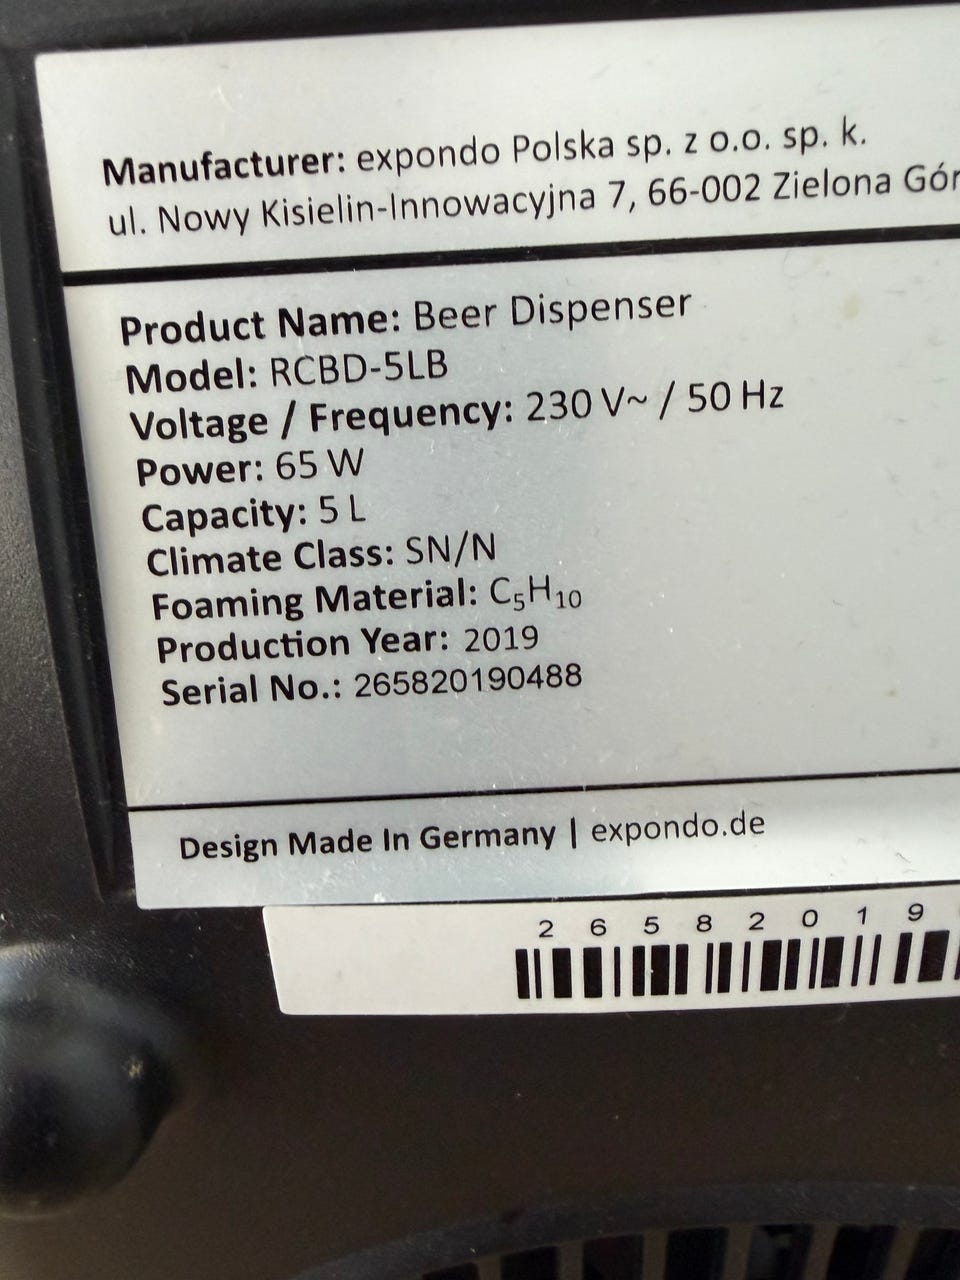 Manufacturer: expondo Polska sp. z o.o. sp. k.
ul. Nowy Kisielin-Innowacyjna 7, 66-002 Zielona Gór
Product Name: Beer Dispenser
Model: RCBD-5LB
Voltage / Frequency: 230 V~ / 50 Hz
Power: 65 W
Capacity: 5 L
Climate Class: SN/N
Foaming Material: C₅H₁₀
Production Year: 2019
Serial No.: 265820190488
Design Made In Germany | expondo.de
2 6 5 8 2 0 1 9